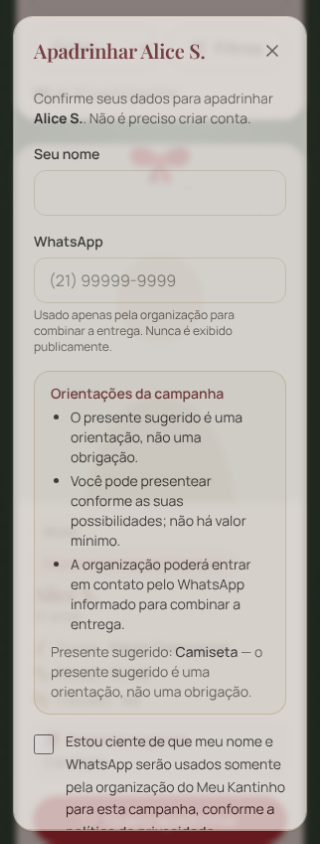 Apadrinhar Alice S.
Confirme seus dados para apadrinhar
Alice S.. Não é preciso criar conta.
Seu nome
WhatsApp
(21) 99999-9999
Usado apenas pela organização para
combinar a entrega. Nunca é exibido
publicamente.
Orientações da campanha
• O presente sugerido é uma
orientação, não uma
obrigação.
• Você pode presentear
conforme as suas
possibilidades; não há valor
mínimo.
• A organização poderá entrar
em contato pelo WhatsApp
informado para combinar a
entrega.
Presente sugerido: Camiseta — o
presente sugerido é uma
orientação, não uma obrigação.
Estou ciente de que meu nome e
WhatsApp serão usados somente
pela organização do Meu Kantinho
para esta campanha, conforme a
política de privacidade